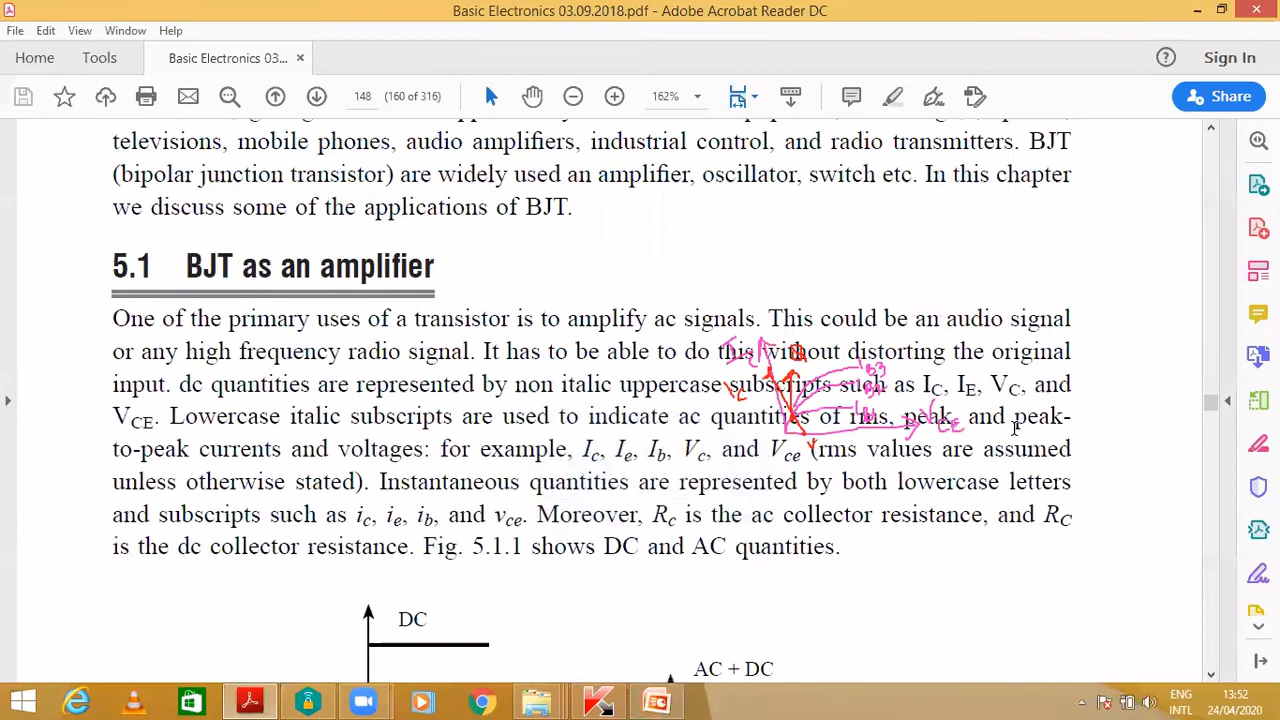 Basic Electronics 03.09.2018.pdf - Adobe Acrobat Reader DC
File Edit View Window Help
Home Tools Basic Electronics 03... × ? Sign In
148 (160 of 316) 162% Share
televisions, mobile phones, audio amplifiers, industrial control, and radio transmitters. BJT
(bipolar junction transistor) are widely used an amplifier, oscillator, switch etc. In this chapter
we discuss some of the applications of BJT.
5.1 BJT as an amplifier
One of the primary uses of a transistor is to amplify ac signals. This could be an audio signal
or any high frequency radio signal. It has to be able to do this without distorting the original
input. dc quantities are represented by non italic uppercase subscripts such as IC, IE, VC, and
VCE. Lowercase italic subscripts are used to indicate ac quantities of rms, peak, and peak-
to-peak currents and voltages: for example, Ic, Ie, Ib, Vc, and Vce (rms values are assumed
unless otherwise stated). Instantaneous quantities are represented by both lowercase letters
and subscripts such as ic, ie, ib, and vce. Moreover, Rc is the ac collector resistance, and RC
is the dc collector resistance. Fig. 5.1.1 shows DC and AC quantities.
DC
AC + DC
IC
IB3
VCE
ENG 13:52
INTL 24/04/2020